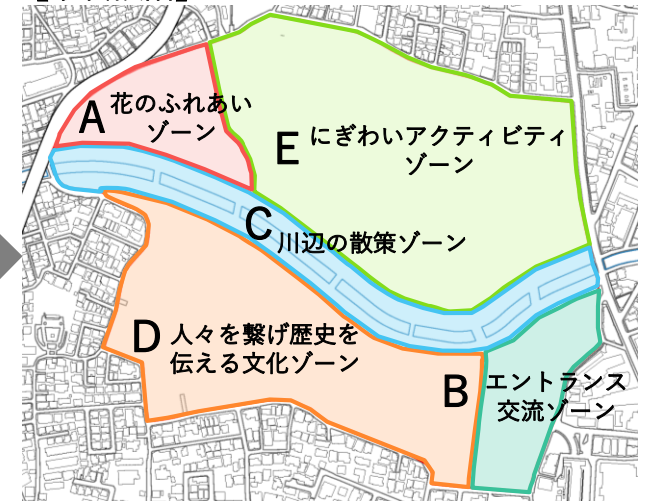 A 花のふれあい
ゾーン
E にぎわいアクティビティ
ゾーン
C 川辺の散策ゾーン
D 人々を繋げ歴史を
伝える文化ゾーン
B エントランス
交流ゾーン